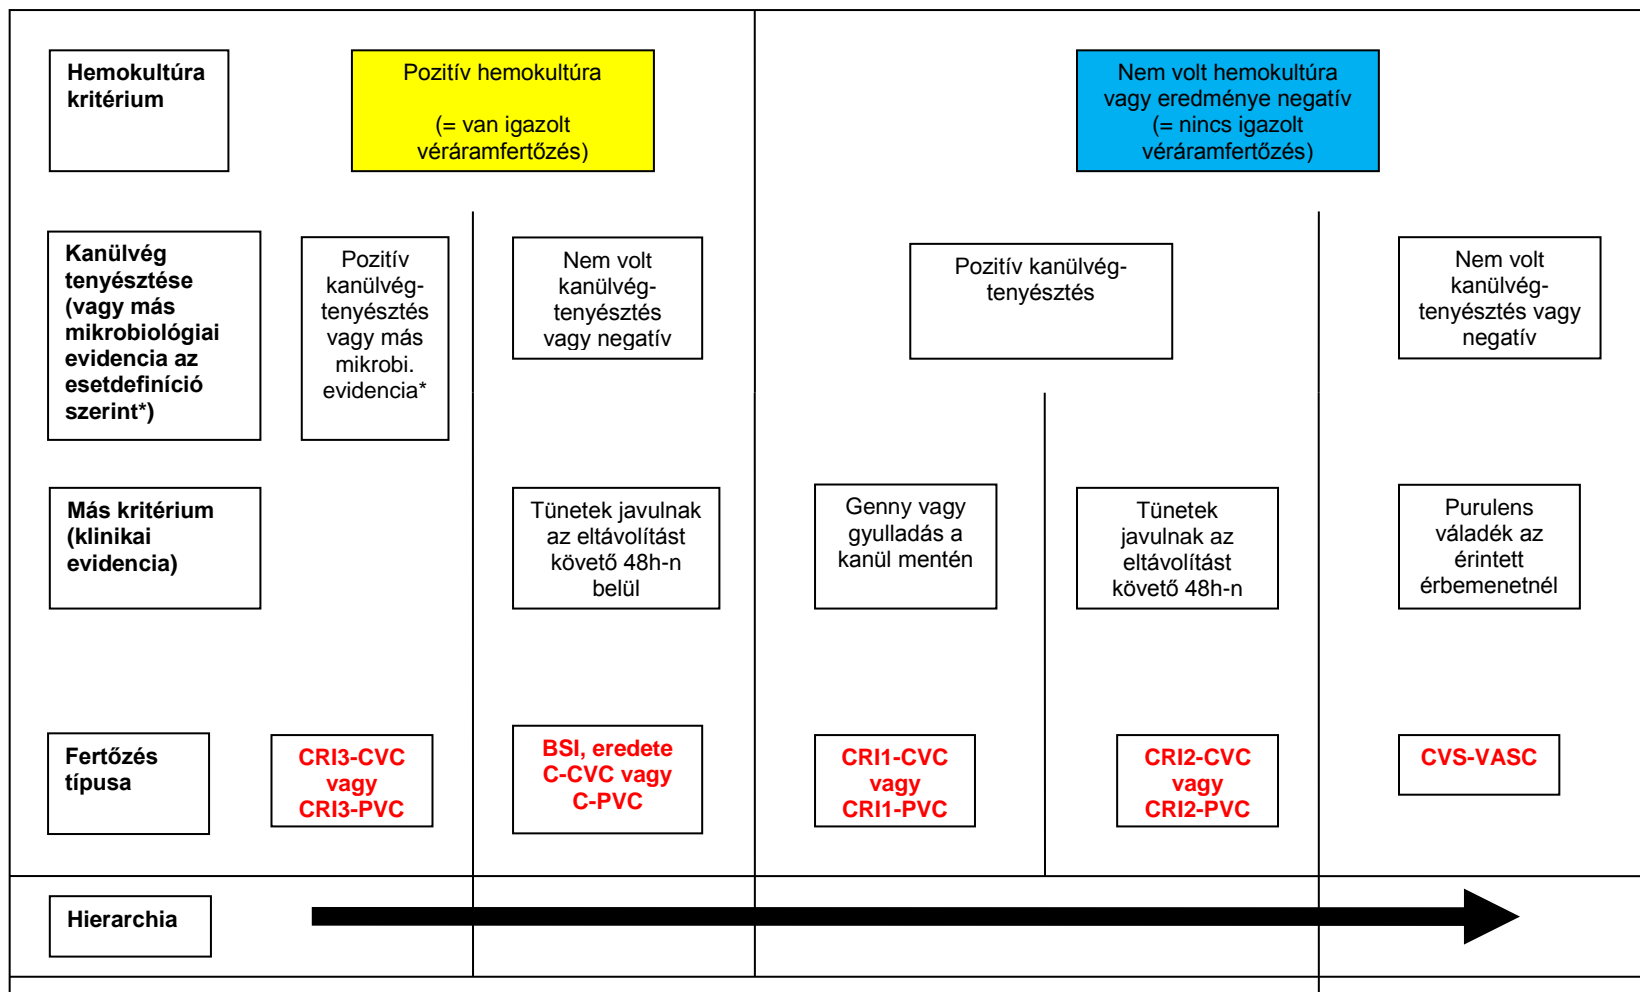 Hemokultúra
kritérium
Pozitív hemokultúra
(= van igazolt
véráramfertőzés)
Nem volt hemokultúra
vagy eredménye negatív
(= nincs igazolt
véráramfertőzés)
Kanülvég
tenyésztése
(vagy más
mikrobiológiai
evidencia az
esetdefiníció
szerint*)
Pozitív
kanülvég-
tenyésztés
vagy más
mikrobi.
evidencia*
Nem volt
kanülvég-
tenyésztés
vagy negatív
Pozitív kanülvég-
tenyésztés
Nem volt
kanülvég-
tenyésztés vagy
negatív
Más kritérium
(klinikai
evidencia)
Tünetek javulnak
az eltávolítást
követő 48h-n
belül
Genny vagy
gyulladás a
kanül mentén
Tünetek
javulnak az
eltávolítást
követő 48h-n
Purulens
váladék az
érintett
érbemenetnél
Fertőzés
típusa
CRI3-CVC
vagy
CRI3-PVC
BSI, eredete
C-CVC vagy
C-PVC
CRI1-CVC
vagy
CRI1-PVC
CRI2-CVC
vagy
CRI2-PVC
CVS-VASC
Hierarchia